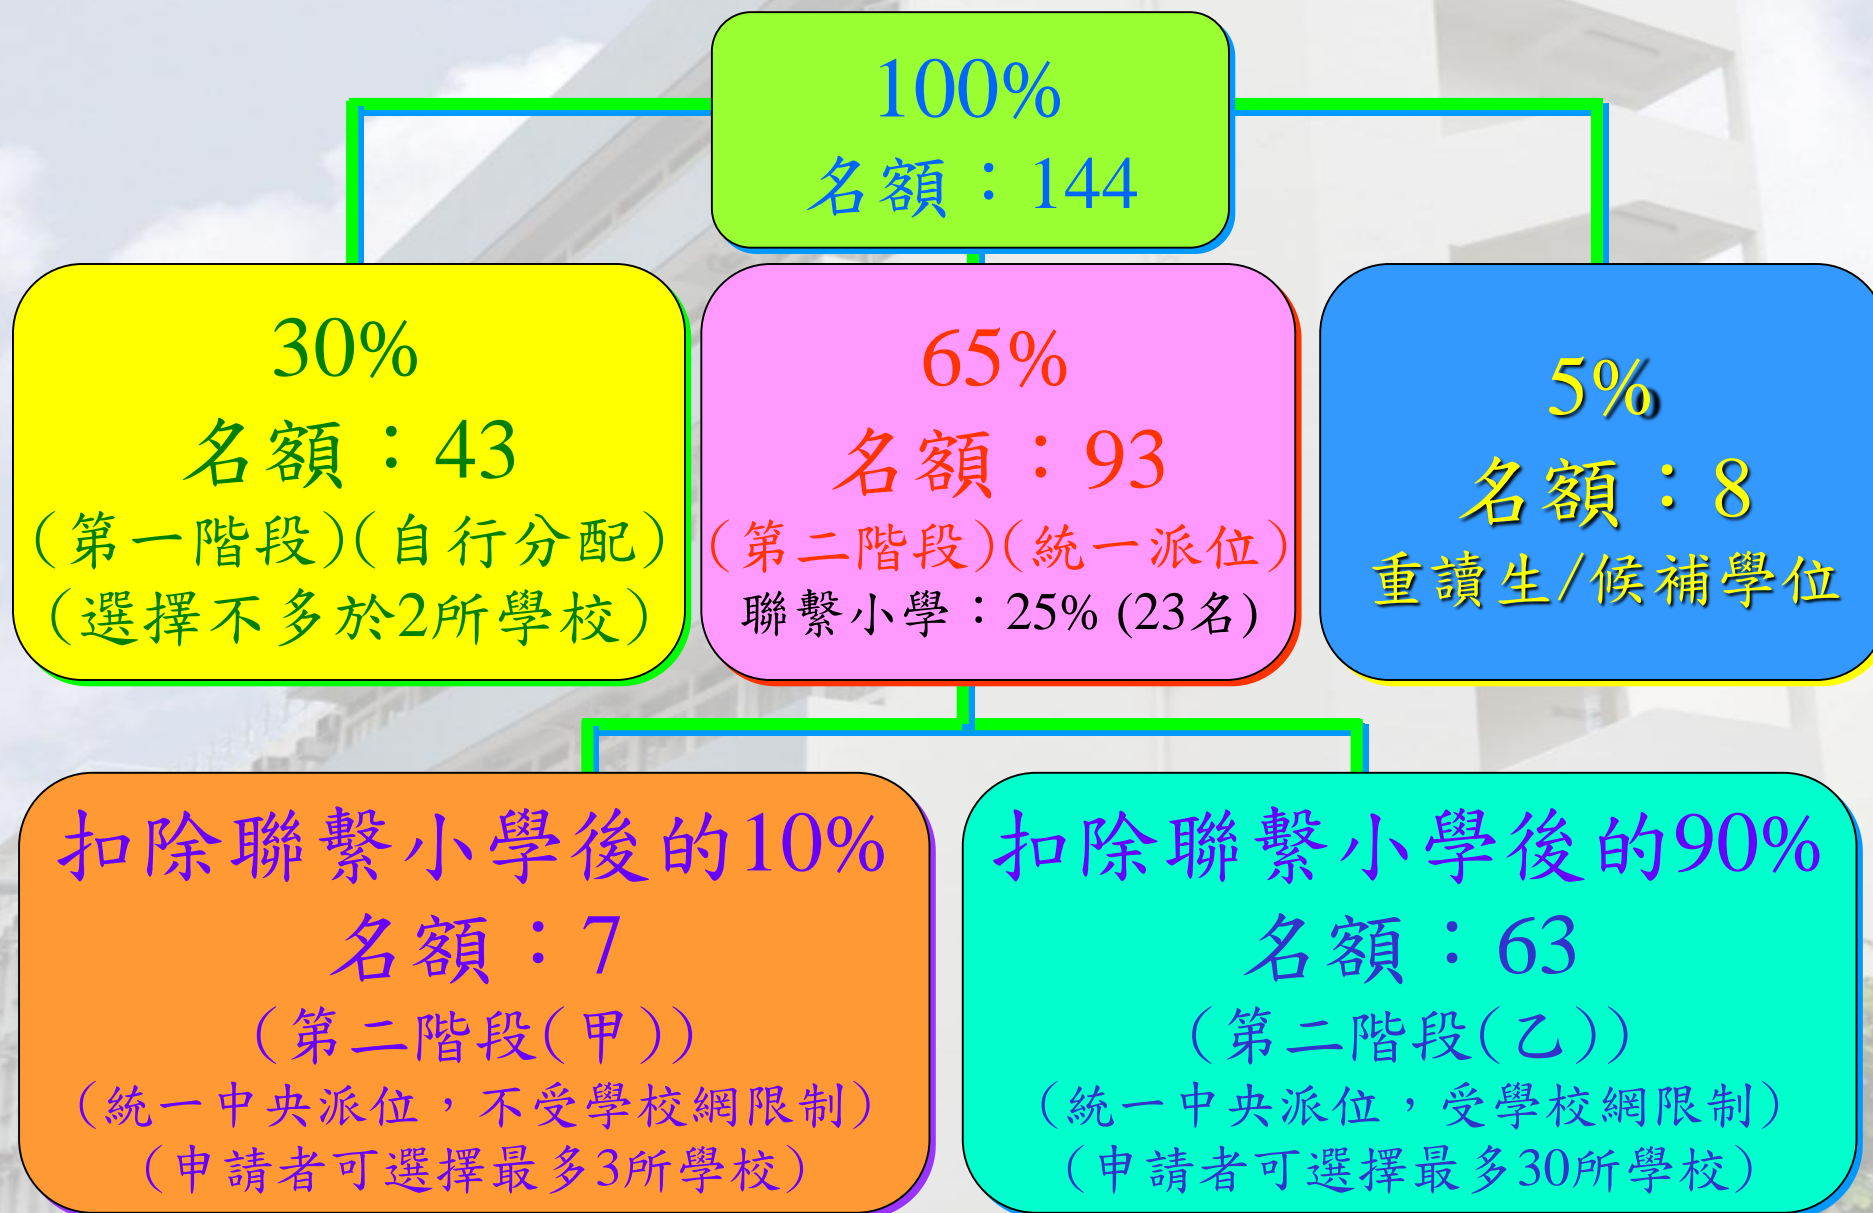 100%
名額：144
30%
名額：43
(第一階段)(自行分配)
(選擇不多於2所學校)
65%
名額：93
(第二階段)(統一派位)
聯繫小學：25% (23名)
5%
名額：8
重讀生/候補學位
扣除聯繫小學後的10%
名額：7
(第二階段(甲))
(統一中央派位，不受學校網限制)
(申請者可選擇最多3所學校)
扣除聯繫小學後的90%
名額：63
(第二階段(乙))
(統一中央派位，受學校網限制)
(申請者可選擇最多30所學校)